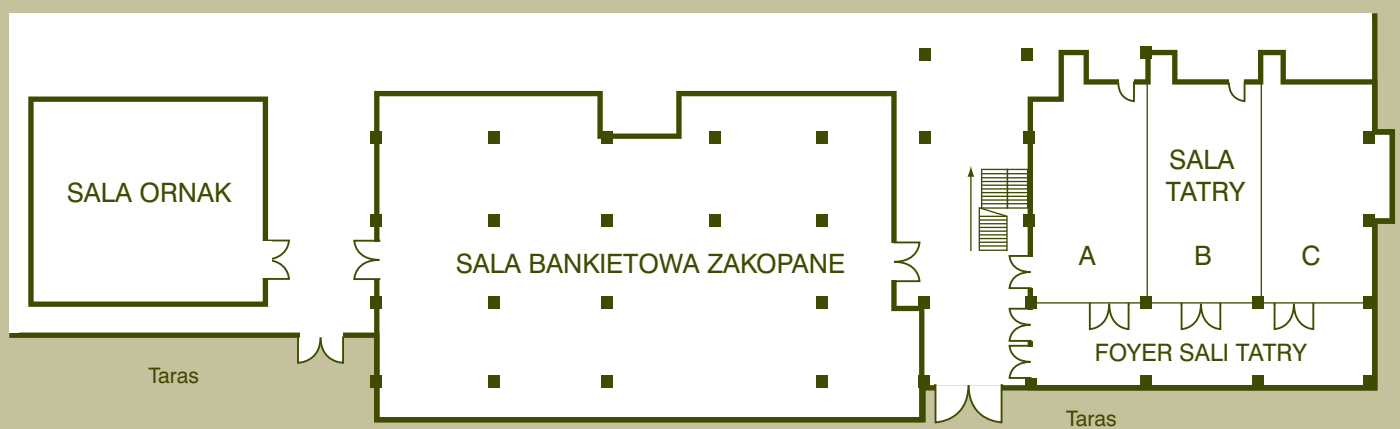 SALA ORNAK
SALA BANKIETOWA ZAKOPANE
SALA
TATRY
A
B
C
FOYER SALI TATRY
Taras
Taras